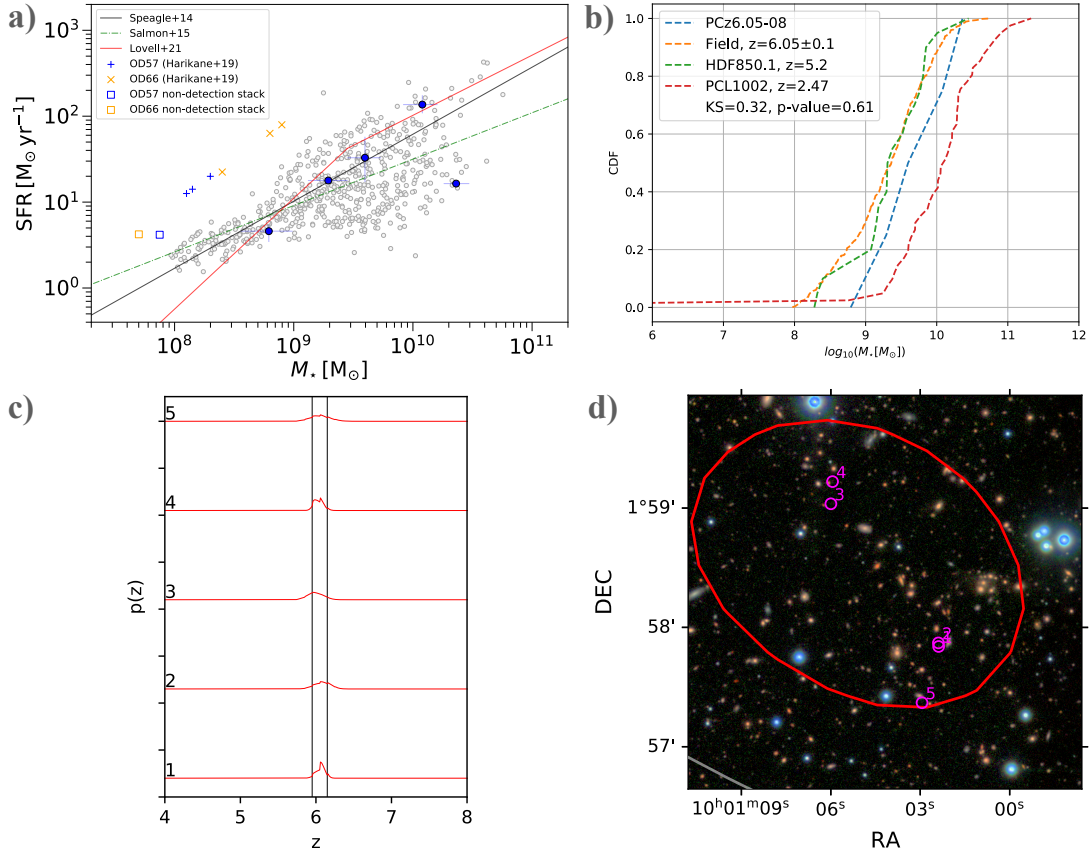 a)
Speagle+14
Salmon+15
Lovell+21
OD57 (Harikane+19)
OD66 (Harikane+19)
OD57 non-detection stack
OD66 non-detection stack
SFR [M⊙ yr⁻¹]
10³
10²
10¹
10⁰
10⁸ 10⁹ 10¹⁰ 10¹¹
M⋆ [M⊙]
b)
PCz6.05-08
Field, z=6.05±0.1
HDF850.1, z=5.2
PCL1002, z=2.47
KS=0.32, p-value=0.61
CDF
1.0
0.8
0.6
0.4
0.2
0.0
6 7 8 9 10 11 12
log₁₀(M⋆[M⊙])
c)
5
4
3
2
1
p(z)
4 5 6 7 8
z
d)
4
3
5
1°59'
58'
57'
DEC
10ʰ01ᵐ09ˢ 06ˢ 03ˢ 00ˢ
RA